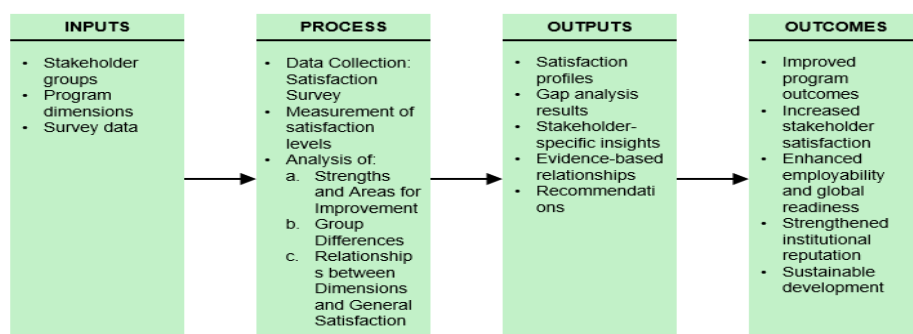 INPUTS
• Stakeholder
groups
• Program
dimensions
• Survey data
PROCESS
• Data Collection:
Satisfaction
Survey
• Measurement of
satisfaction
levels
• Analysis of:
a. Strengths and
Areas for
Improvement
b. Group
Differences
c. Relationship
s between
Dimensions
and General
Satisfaction
OUTPUTS
• Satisfaction
profiles
• Gap analysis
results
• Stakeholder-
specific insights
• Evidence-based
relationships
• Recommendati
ons
OUTCOMES
• Improved
program
outcomes
• Increased
stakeholder
satisfaction
• Enhanced
employability
and global
readiness
• Strengthened
institutional
reputation
• Sustainable
development